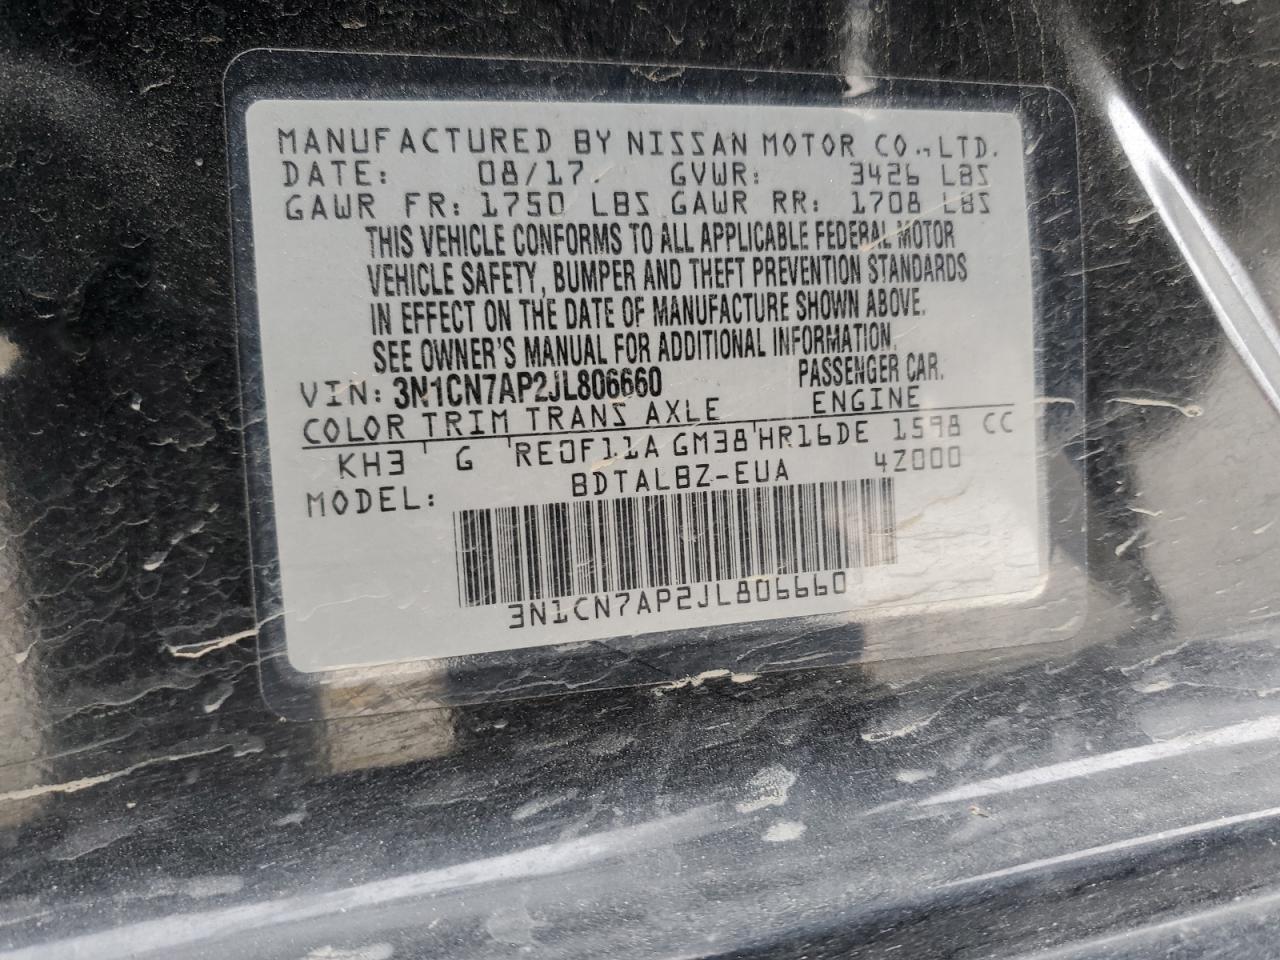 MANUFACTURED BY NISSAN MOTOR CO.,LTD.
DATE: 08/17. GVWR: 3426 LBS
GAWR FR: 1750 LBS GAWR RR: 1708 LBS
THIS VEHICLE CONFORMS TO ALL APPLICABLE FEDERAL MOTOR
VEHICLE SAFETY, BUMPER AND THEFT PREVENTION STANDARDS
IN EFFECT ON THE DATE OF MANUFACTURE SHOWN ABOVE.
SEE OWNER'S MANUAL FOR ADDITIONAL INFORMATION.
VIN: 3N1CN7AP2JL806660 PASSENGER CAR.
COLOR TRIM TRANS AXLE ENGINE
KH3 G RE0F11A GM38 HR16DE 1598 CC
MODEL: BDTALBZ-EUA 4Z000
3N1CN7AP2JL806660